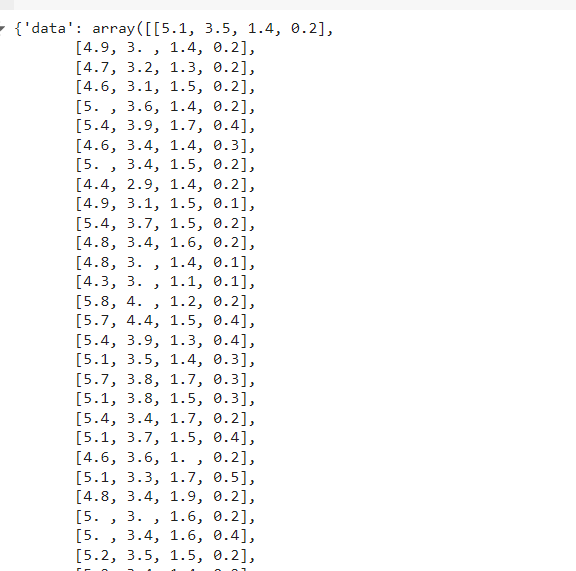 {'data': array([[5.1, 3.5, 1.4, 0.2],
[4.9, 3. , 1.4, 0.2],
[4.7, 3.2, 1.3, 0.2],
[4.6, 3.1, 1.5, 0.2],
[5. , 3.6, 1.4, 0.2],
[5.4, 3.9, 1.7, 0.4],
[4.6, 3.4, 1.4, 0.3],
[5. , 3.4, 1.5, 0.2],
[4.4, 2.9, 1.4, 0.2],
[4.9, 3.1, 1.5, 0.1],
[5.4, 3.7, 1.5, 0.2],
[4.8, 3.4, 1.6, 0.2],
[4.8, 3. , 1.4, 0.1],
[4.3, 3. , 1.1, 0.1],
[5.8, 4. , 1.2, 0.2],
[5.7, 4.4, 1.5, 0.4],
[5.4, 3.9, 1.3, 0.4],
[5.1, 3.5, 1.4, 0.3],
[5.7, 3.8, 1.7, 0.3],
[5.1, 3.8, 1.5, 0.3],
[5.4, 3.4, 1.7, 0.2],
[5.1, 3.7, 1.5, 0.4],
[4.6, 3.6, 1. , 0.2],
[5.1, 3.3, 1.7, 0.5],
[4.8, 3.4, 1.9, 0.2],
[5. , 3. , 1.6, 0.2],
[5. , 3.4, 1.6, 0.4],
[5.2, 3.5, 1.5, 0.2],